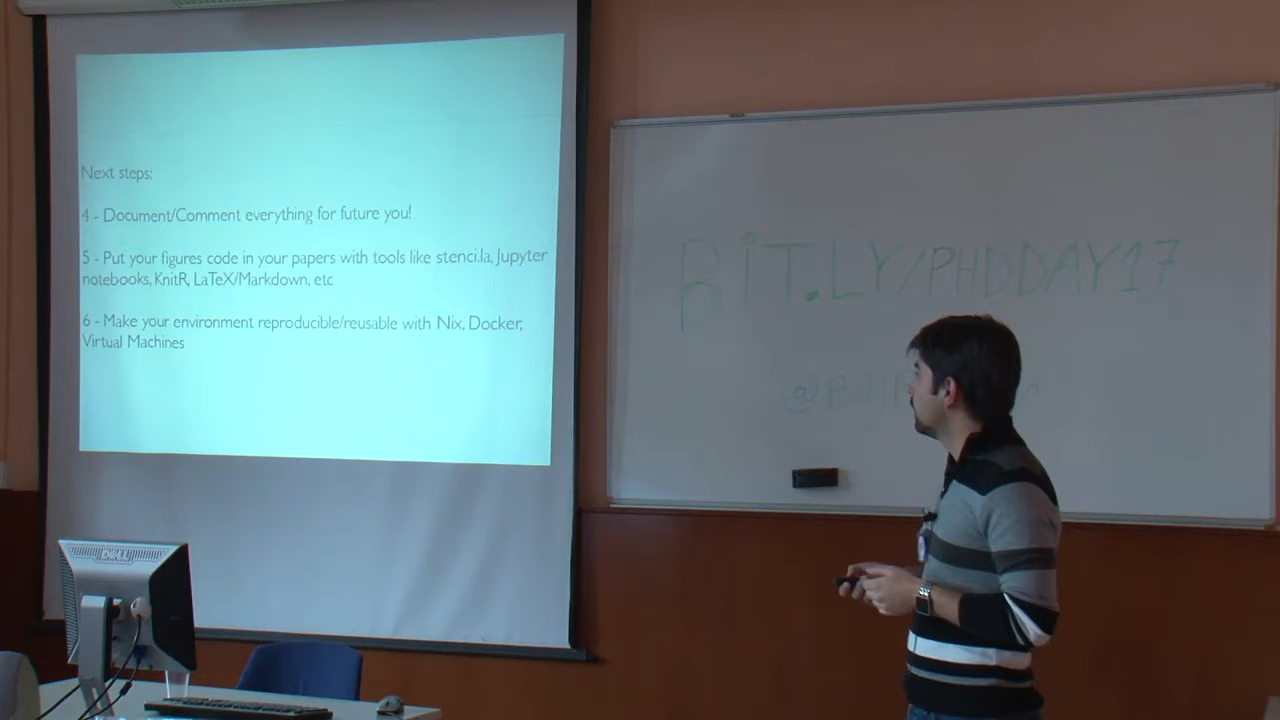 Next steps:
4 - Document/Comment everything for future you!
5 - Put your figures code in your papers with tools like stenci.la, Jupyter
notebooks, KnitR, LaTeX/Markdown, etc
6 - Make your environment reproducible/reusable with Nix, Docker,
Virtual Machines
BIT.LY/PHDDAY17
DELL